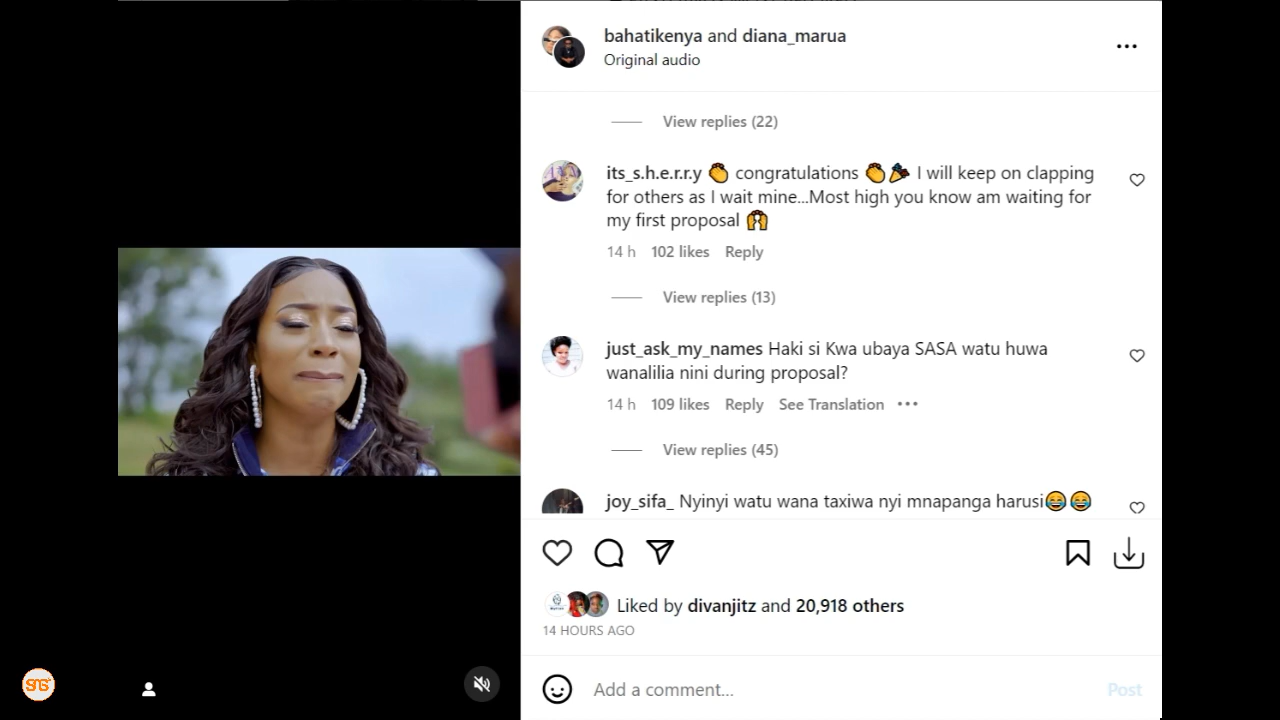 bahatikenya and diana_marua
Original audio
View replies (22)
its_s.h.e.r.r.y 👏 congratulations 👏🎉 I will keep on clapping
for others as I wait mine...Most high you know am waiting for
my first proposal 🙌
14 h 102 likes Reply
View replies (13)
just_ask_my_names Haki si Kwa ubaya SASA watu huwa
wanalilia nini during proposal?
14 h 109 likes Reply See Translation
View replies (45)
joy_sifa_ Nyinyi watu wana taxiwa nyi mnapanga harusi😂😂
Liked by divanjitz and 20,918 others
14 HOURS AGO
Add a comment...
Post
SNG